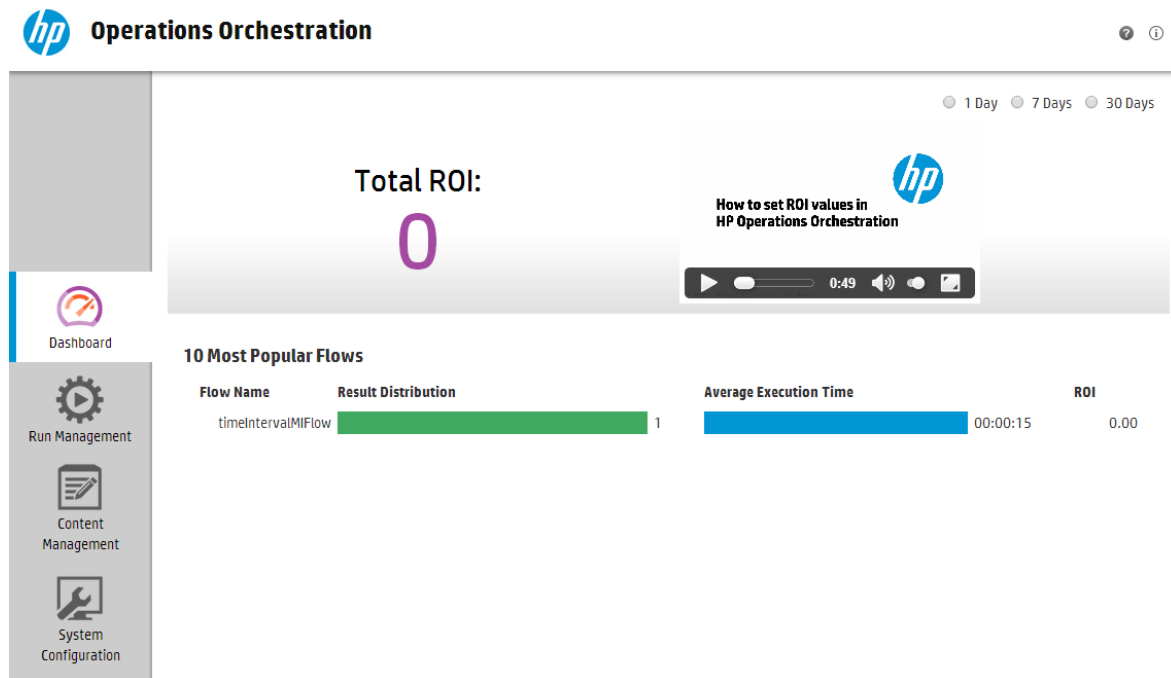 hp Operations Orchestration
? i
1 Day 7 Days 30 Days
Total ROI:
0
hp
How to set ROI values in
HP Operations Orchestration
0:49
Dashboard
Run Management
Content
Management
System
Configuration
10 Most Popular Flows
Flow Name Result Distribution Average Execution Time ROI
timeIntervalMIFlow 1 00:00:15 0.00